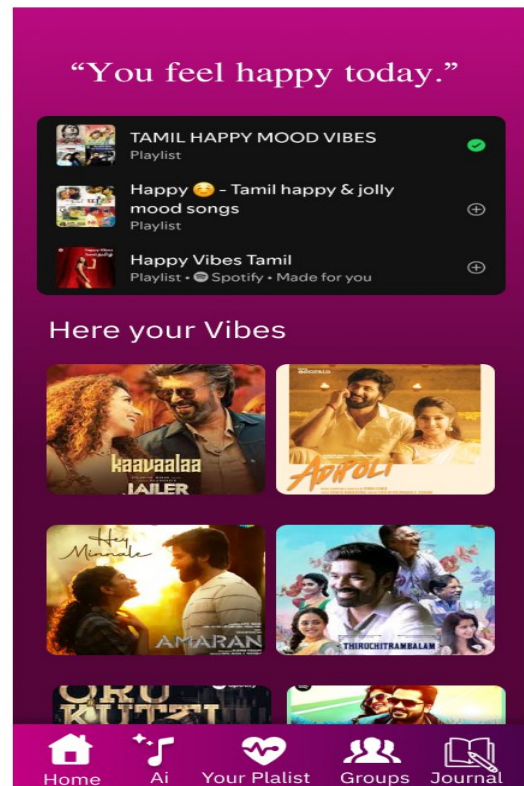 “You feel happy today.”
TAMIL HAPPY MOOD VIBES
Playlist
Happy ☺️ - Tamil happy & jolly
mood songs
Playlist
Happy Vibes Tamil
Playlist • Spotify • Made for you
Here your Vibes
kaavaalaa
JAILER
ADIPOLI
Hey
Minnale
AMARAN
THIRUCHITRAMBALAM
ORU
KUTTI
Home
Ai
Your Plalist
Groups
Journal